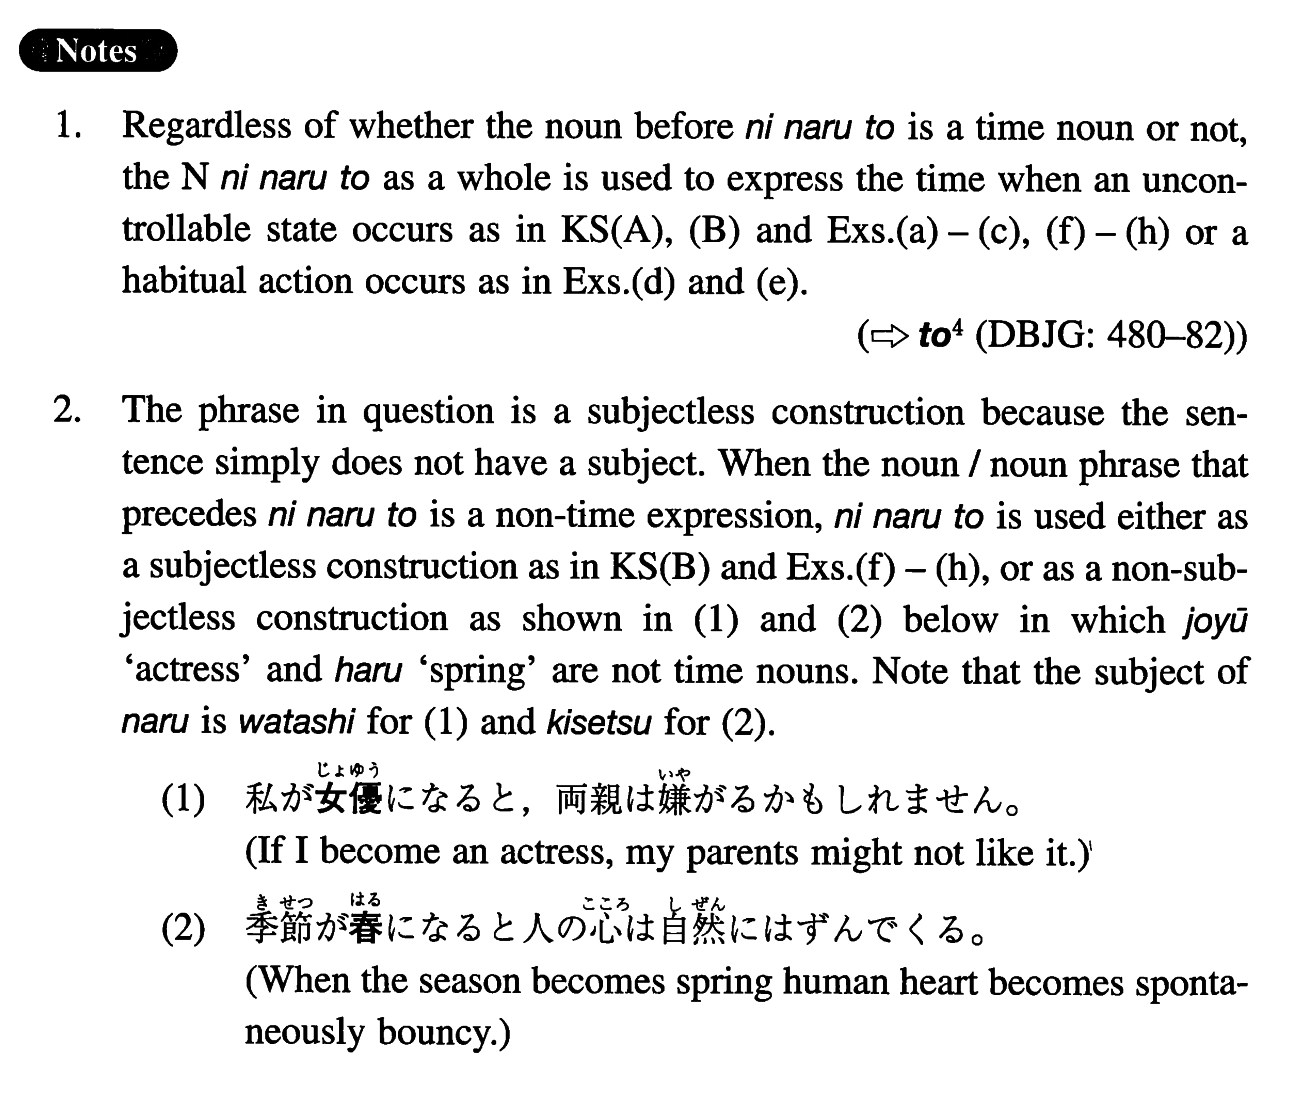 Notes
1. Regardless of whether the noun before ni naru to is a time noun or not,
the N ni naru to as a whole is used to express the time when an uncon-
trollable state occurs as in KS(A), (B) and Exs.(a) – (c), (f) – (h) or a
habitual action occurs as in Exs.(d) and (e).
(⇨ to⁴ (DBJG: 480–82))
2. The phrase in question is a subjectless construction because the sen-
tence simply does not have a subject. When the noun / noun phrase that
precedes ni naru to is a non-time expression, ni naru to is used either as
a subjectless construction as in KS(B) and Exs.(f) – (h), or as a non-sub-
jectless construction as shown in (1) and (2) below in which joyū
‘actress’ and haru ‘spring’ are not time nouns. Note that the subject of
naru is watashi for (1) and kisetsu for (2).
じょゆう いや
(1) 私が女優になると，両親は嫌がるかもしれません。
(If I become an actress, my parents might not like it.)
き せつ はる こころ し ぜん
(2) 季節が春になると人の心は自然にはずんでくる。
(When the season becomes spring human heart becomes sponta-
neously bouncy.)